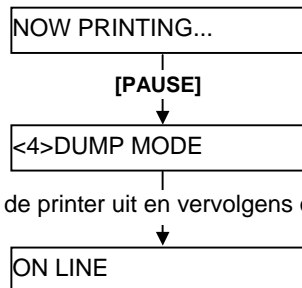 NOW PRINTING...
[PAUSE]
<4>DUMP MODE
de printer uit en vervolgens
ON LINE